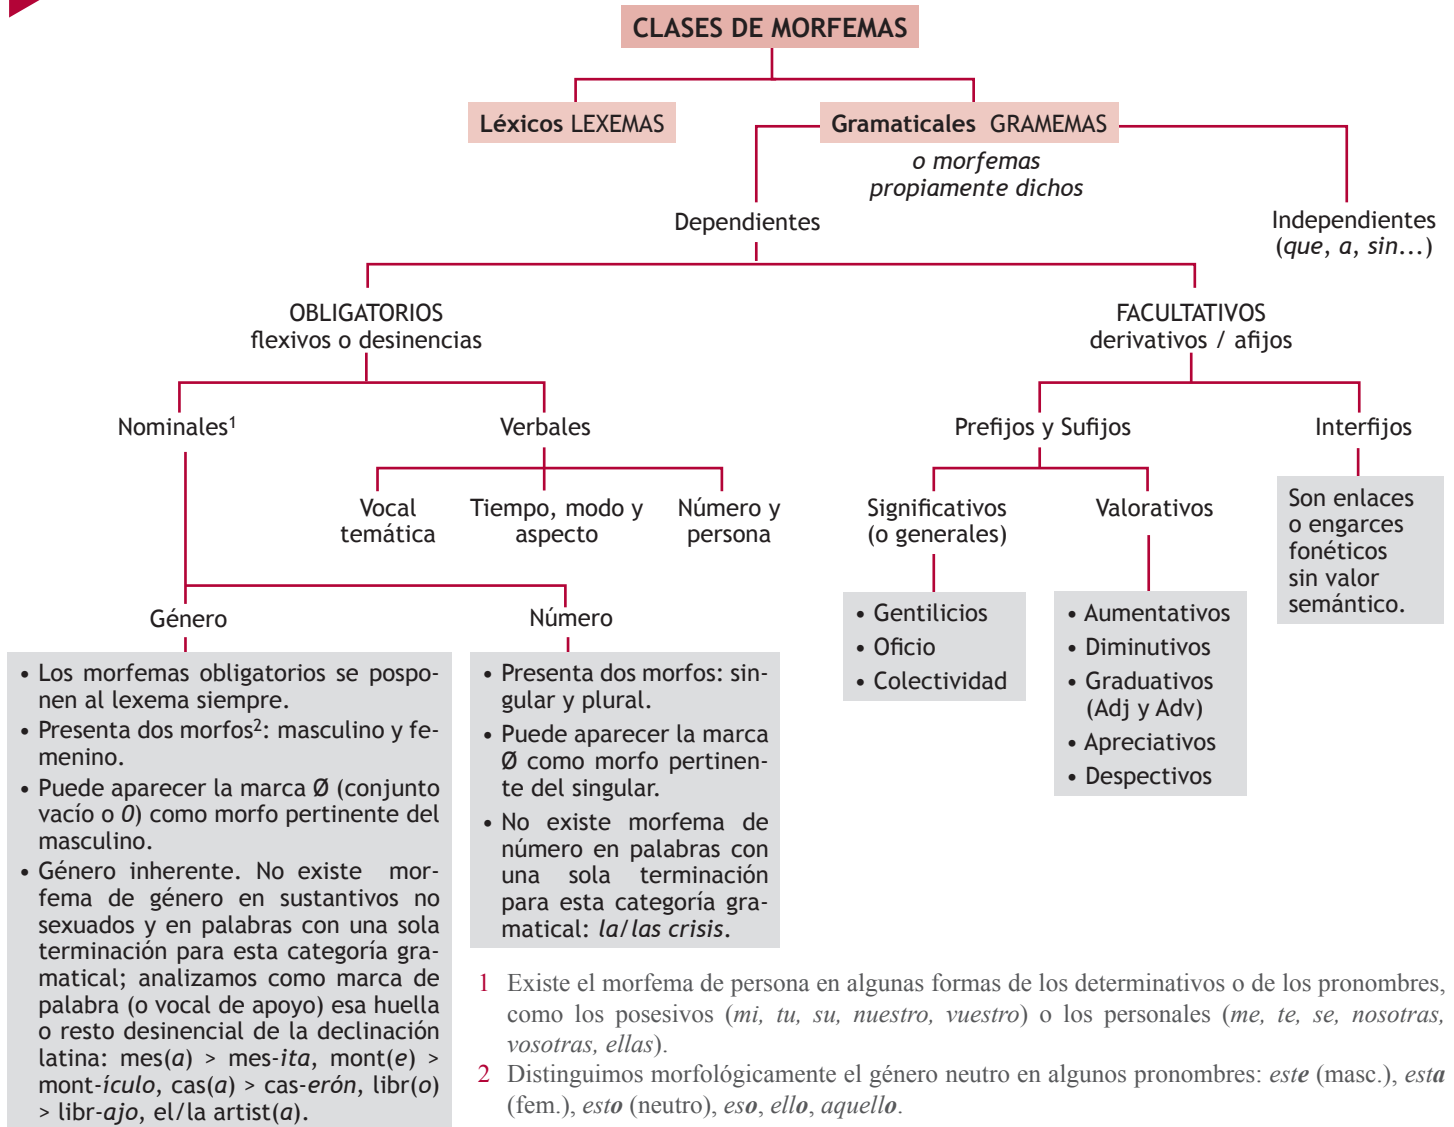 CLASES DE MORFEMAS
Léxicos LEXEMAS
Gramaticales GRAMEMAS
o morfemas
propiamente dichos
Dependientes
Independientes
(que, a, sin...)
OBLIGATORIOS
flexivos o desinencias
FACULTATIVOS
derivativos / afijos
Nominales1
Verbales
Prefijos y Sufijos
Interfijos
Vocal
temática
Tiempo, modo y
aspecto
Número y
persona
Significativos
(o generales)
Valorativos
Son enlaces
o engarces
fonéticos
sin valor
semántico.
Género
Número
• Gentilicios
• Oficio
• Colectividad
• Aumentativos
• Diminutivos
• Graduativos
(Adj y Adv)
• Apreciativos
• Despectivos
• Los morfemas obligatorios se pospo-
nen al lexema siempre.
• Presenta dos morfos2: masculino y fe-
menino.
• Puede aparecer la marca Ø (conjunto
vacío o 0) como morfo pertinente del
masculino.
• Género inherente. No existe mor-
fema de género en sustantivos no
sexuados y en palabras con una sola
terminación para esta categoría gra-
matical; analizamos como marca de
palabra (o vocal de apoyo) esa huella
o resto desinencial de la declinación
latina: mes(a) > mes-ita, mont(e) >
mont-ículo, cas(a) > cas-erón, libr(o)
> libr-ajo, el/la artist(a).
• Presenta dos morfos: sin-
gular y plural.
• Puede aparecer la marca
Ø como morfo pertinen-
te del singular.
• No existe morfema de
número en palabras con
una sola terminación
para esta categoría gra-
matical: la/las crisis.
1 Existe el morfema de persona en algunas formas de los determinativos o de los pronombres,
como los posesivos (mi, tu, su, nuestro, vuestro) o los personales (me, te, se, nosotras,
vosotras, ellas).
2 Distinguimos morfológicamente el género neutro en algunos pronombres: este (masc.), esta
(fem.), esto (neutro), eso, ello, aquello.